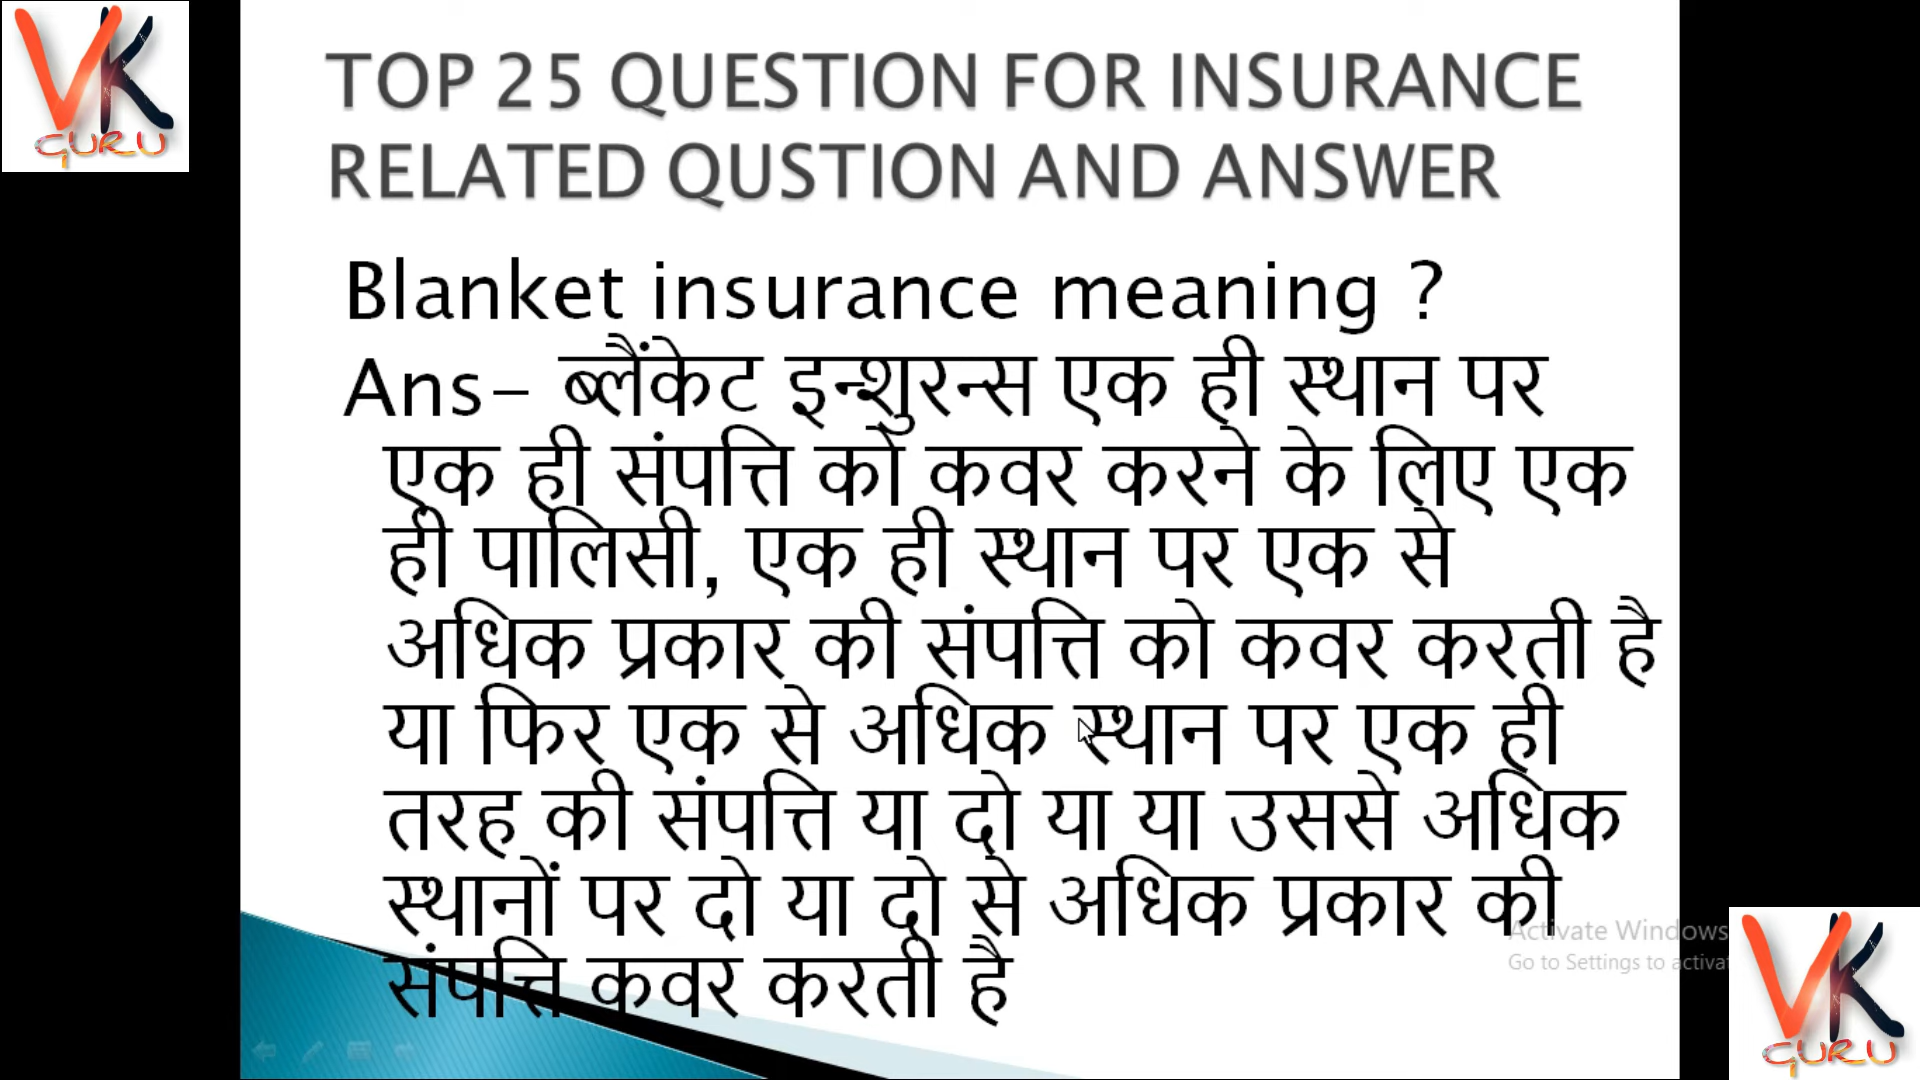 VK
GURU
TOP 25 QUESTION FOR INSURANCE
RELATED QUSTION AND ANSWER
Blanket insurance meaning ?
Ans- ब्लैंकेट इन्शुरन्स एक ही स्थान पर
एक ही संपत्ति को कवर करने के लिए एक
ही पालिसी, एक ही स्थान पर एक से
अधिक प्रकार की संपत्ति को कवर करती है
या फिर एक से अधिक स्थान पर एक ही
तरह की संपत्ति या दो या या उससे अधिक
स्थानों पर दो या दो से अधिक प्रकार की
संपत्ति कवर करती है
Activate Windows
Go to Settings to activat
VK
GURU